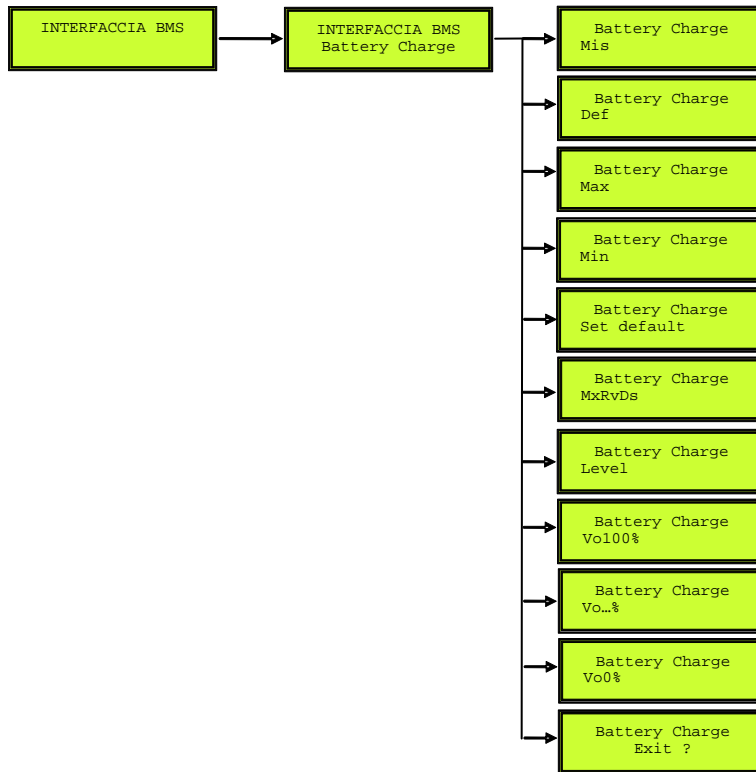 INTERFACCIA BMS
INTERFACCIA BMS
Battery Charge
Battery Charge
Mis
Battery Charge
Def
Battery Charge
Max
Battery Charge
Min
Battery Charge
Set default
Battery Charge
MxRvDs
Battery Charge
Level
Battery Charge
Vo100%
Battery Charge
Vo…%
Battery Charge
Vo0%
Battery Charge
Exit ?